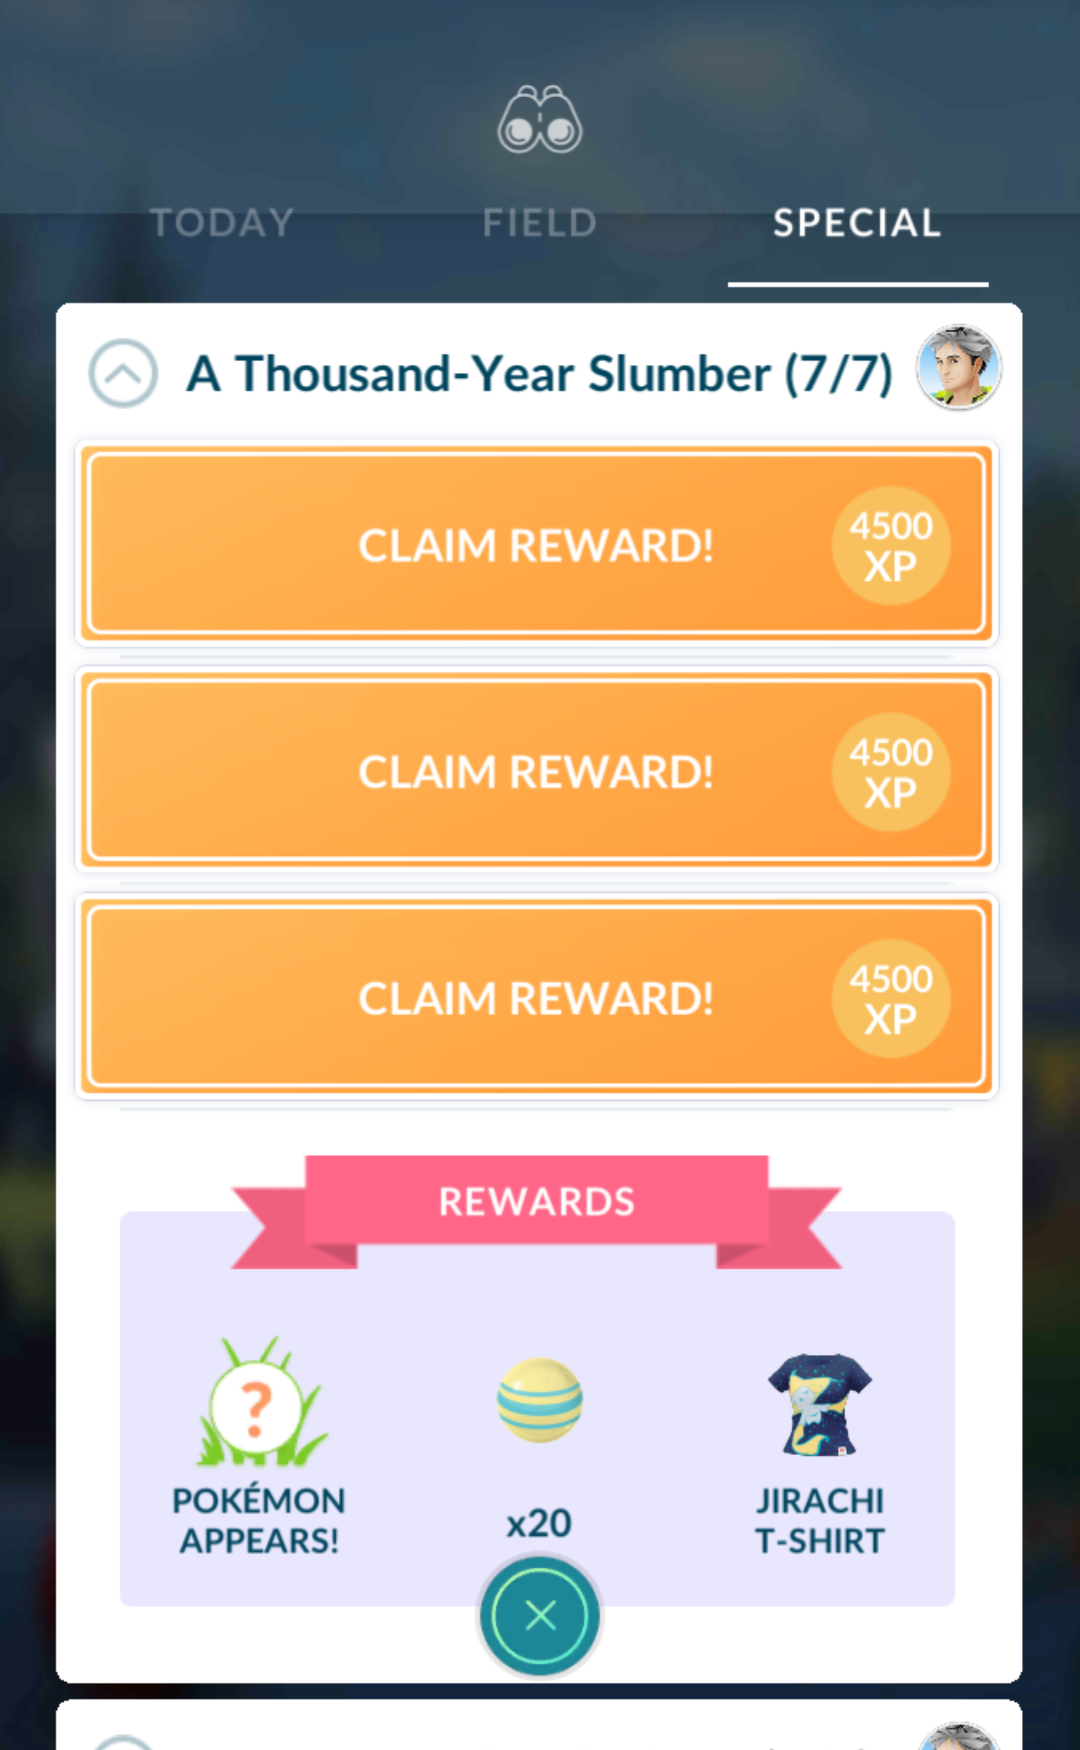 TODAY
FIELD
SPECIAL
A Thousand-Year Slumber (7/7)
CLAIM REWARD!
4500
XP
CLAIM REWARD!
4500
XP
CLAIM REWARD!
4500
XP
REWARDS
?
POKÉMON
APPEARS!
x20
JIRACHI
T-SHIRT